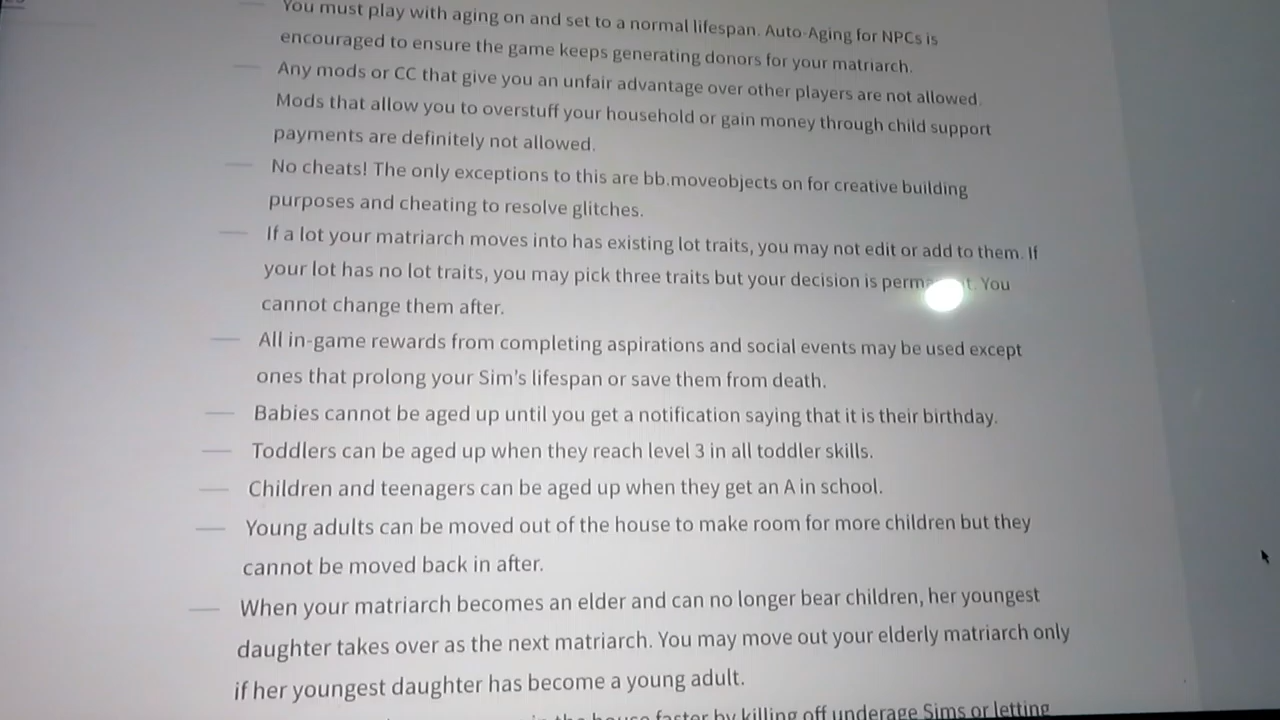 You must play with aging on and set to a normal lifespan. Auto-Aging for NPCs is
encouraged to ensure the game keeps generating donors for your matriarch.
Any mods or CC that give you an unfair advantage over other players are not allowed.
Mods that allow you to overstuff your household or gain money through child support
payments are definitely not allowed.
No cheats! The only exceptions to this are bb.moveobjects on for creative building
purposes and cheating to resolve glitches.
If a lot your matriarch moves into has existing lot traits, you may not edit or add to them. If
your lot has no lot traits, you may pick three traits but your decision is You
cannot change them after.
All in-game rewards from completing aspirations and social events may be used except
ones that prolong your Sim's lifespan or save them from death.
Babies cannot be aged up until you get a notification saying that it is their birthday.
Toddlers can be aged up when they reach level 3 in all toddler skills.
Children and teenagers can be aged up when they get an A in school.
Young adults can be moved out of the house to make room for more children but they
cannot be moved back in after.
When your matriarch becomes an elder and can no longer bear children, her youngest
daughter takes over as the next matriarch. You may move out your elderly matriarch only
if her youngest daughter has become a young adult.
in the house faster by killing off underage Sims or letting